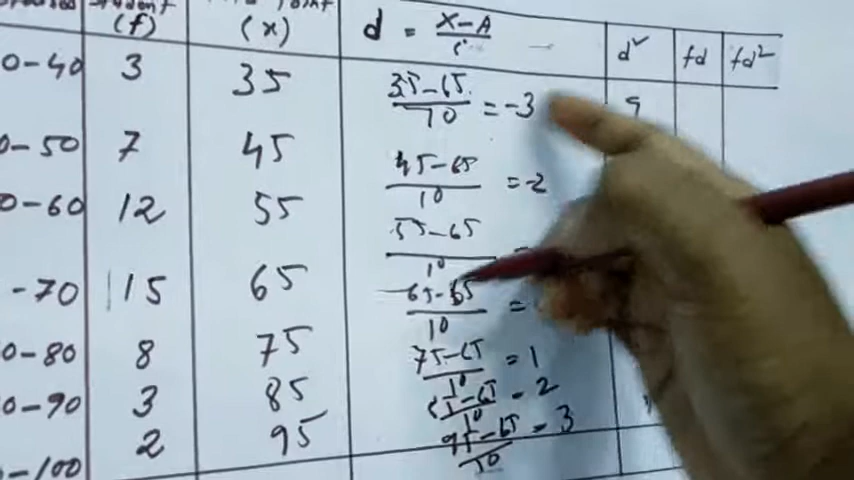 (f) (x) d = X-A/i d² fd fd²
0-40 3 35 35-65/10 = -3 9
0-50 7 45 45-65/10 = -2
0-60 12 55 55-65/10 =
-70 15 65 65-65/10 =
0-80 8 75 75-65/10 = 1
0-90 3 85 85-65/10 = 2
0-100 2 95 95-65/10 = 3